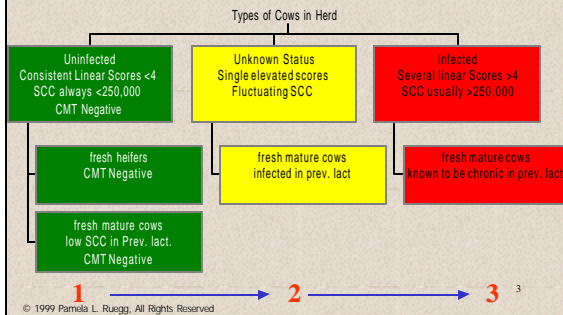 Types of Cows in Herd
Uninfected
Consistent Linear Scores <4
SCC always <250,000
CMT Negative
Unknown Status
Single elevated scores
Fluctuating SCC
Infected
Several linear Scores >4
SCC usually >250,000
fresh heifers
CMT Negative
fresh mature cows
infected in prev. lact
fresh mature cows
known to be chronic in prev. lact
fresh mature cows
low SCC in Prev. lact.
CMT Negative
1 2 3
3
© 1999 Pamela L. Ruegg, All Rights Reserved